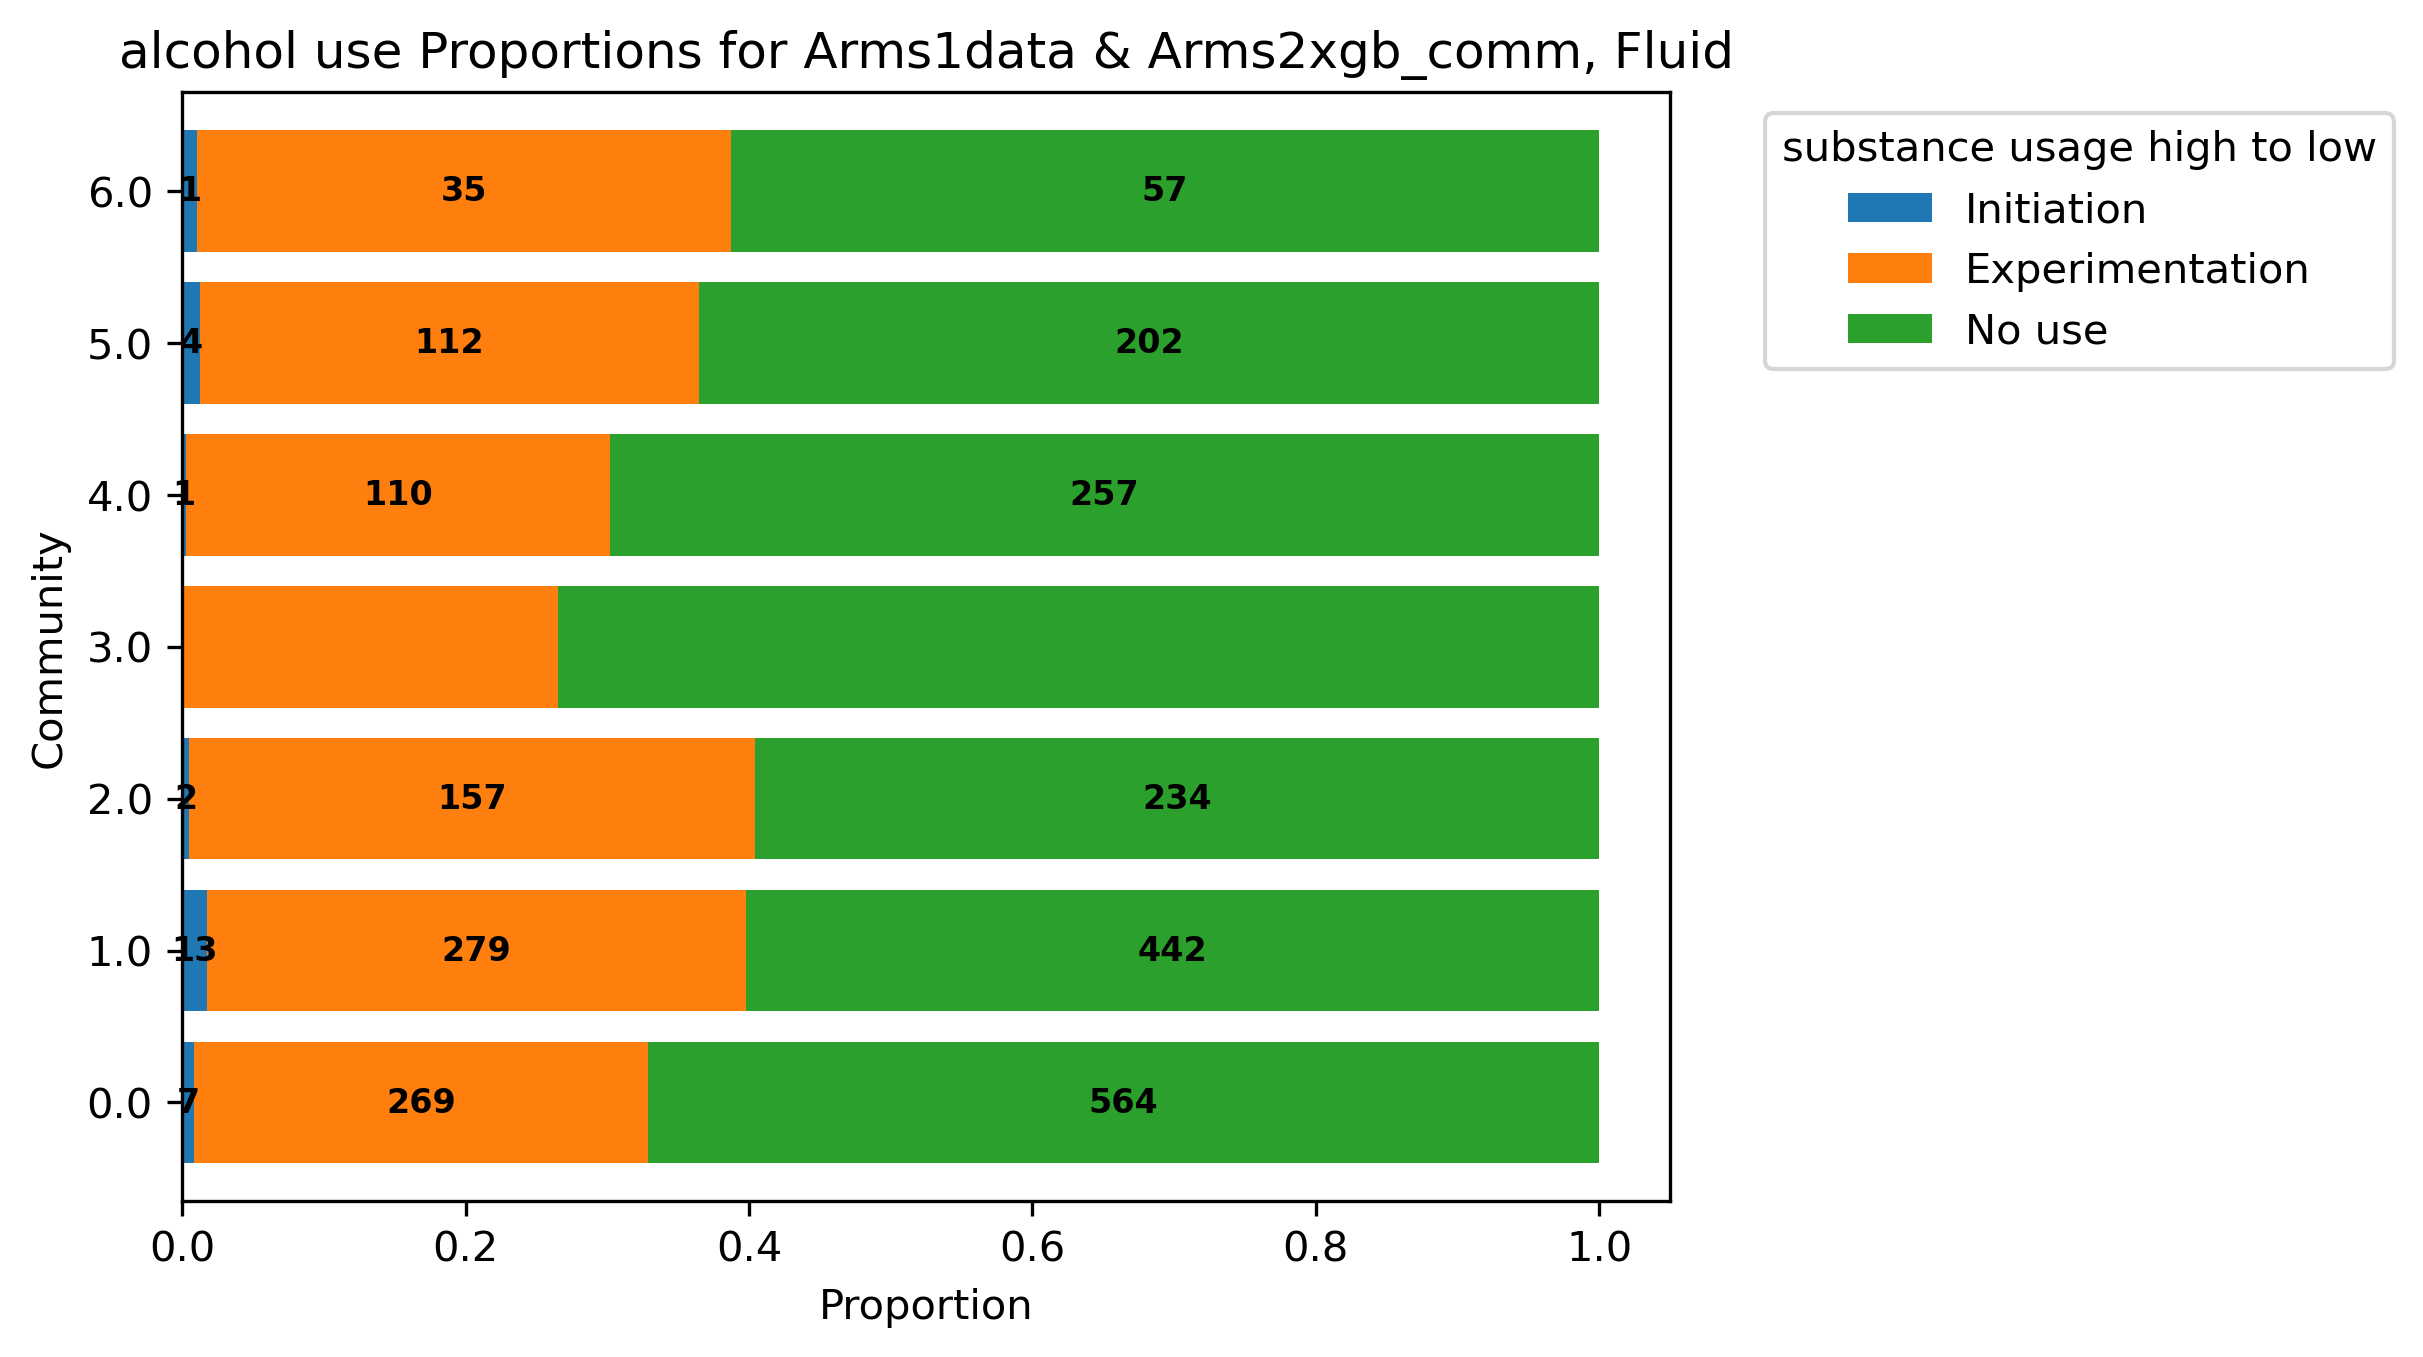 alcohol use Proportions for Arms1data & Arms2xgb_comm, Fluid
substance usage high to low
Initiation
Experimentation
No use
Community
6.0 1 35 57
5.0 4 112 202
4.0 1 110 257
3.0
2.0 2 157 234
1.0 13 279 442
0.0 7 269 564
0.0 0.2 0.4 0.6 0.8 1.0
Proportion